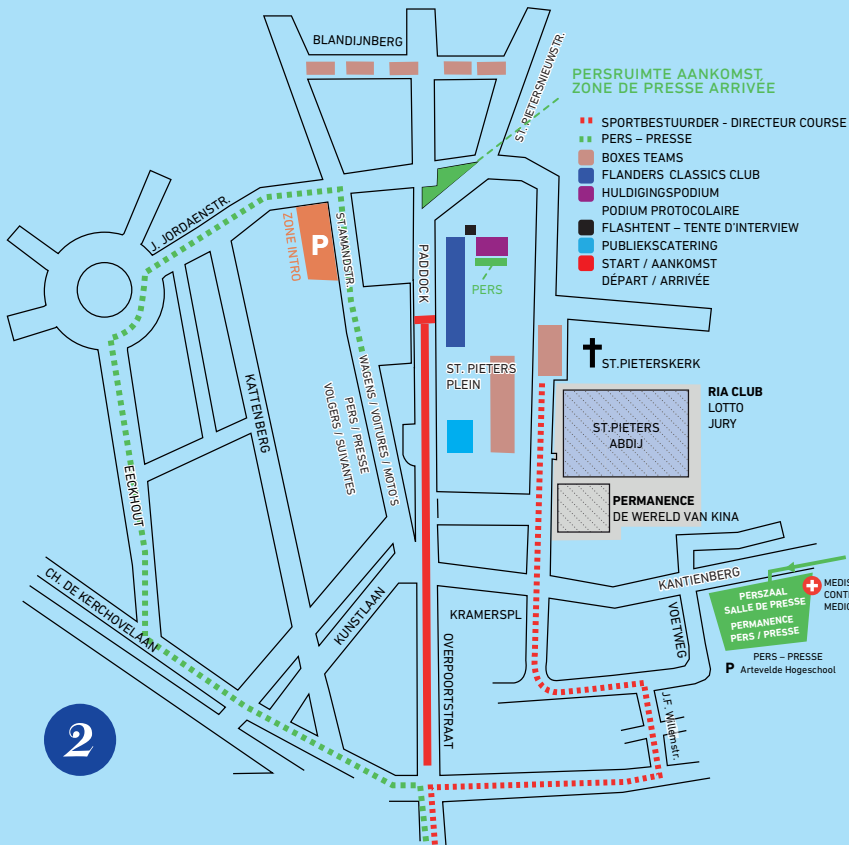 BLANDIJNBERG
ST. PIETERSNIEUWSTR.
PERSRUIMTE AANKOMST,
ZONE DE PRESSE ARRIVÉE
SPORTBESTUURDER - DIRECTEUR COURSE
PERS – PRESSE
BOXES TEAMS
FLANDERS CLASSICS CLUB
HULDIGINGSPODIUM
PODIUM PROTOCOLAIRE
FLASHTENT – TENTE D'INTERVIEW
PUBLIEKSCATERING
START / AANKOMST
DÉPART / ARRIVÉE
J. JORDAENSTR.
ZONE INTRO
P
ST.AMANDSTR.
PADDOCK
PERS
ST. PIETERS
PLEIN
ST.PIETERSKERK
RIA CLUB
LOTTO
JURY
ST.PIETERS
ABDIJ
KATTENBERG
WAGENS / VOITURES / MOTO'S
PERS / PRESSE
VOLGERS / SUIVANTES
EECKHOUT
PERMANENCE
DE WERELD VAN KINA
CH. DE KERCHOVELAAN
KUNSTLAAN
KRAMERSPL
OVERPOORTSTRAAT
KANTIENBERG
VOETWEG
PERSZAAL
SALLE DE PRESSE
PERMANENCE
PERS / PRESSE
MEDIS
CONT
MEDIC
PERS – PRESSE
P Artevelde Hogeschool
J.F. Willemstr.
2